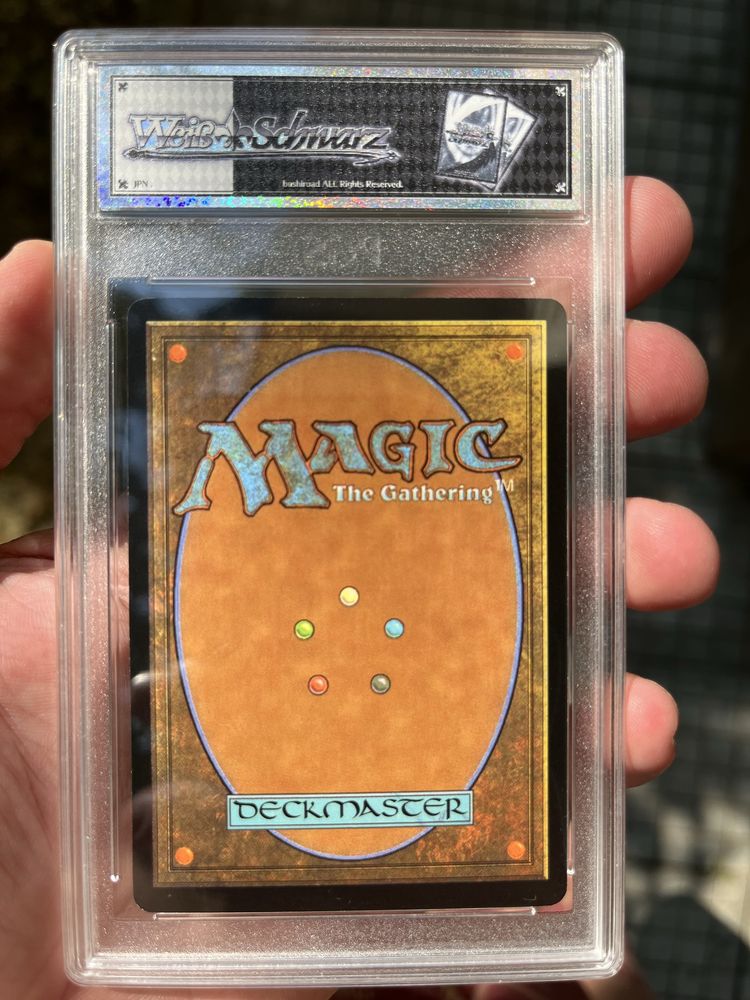 Weiß Schwarz
JPN
bushiroad ALL Rights Reserved.
MAGIC
The Gathering™
DECKMASTER